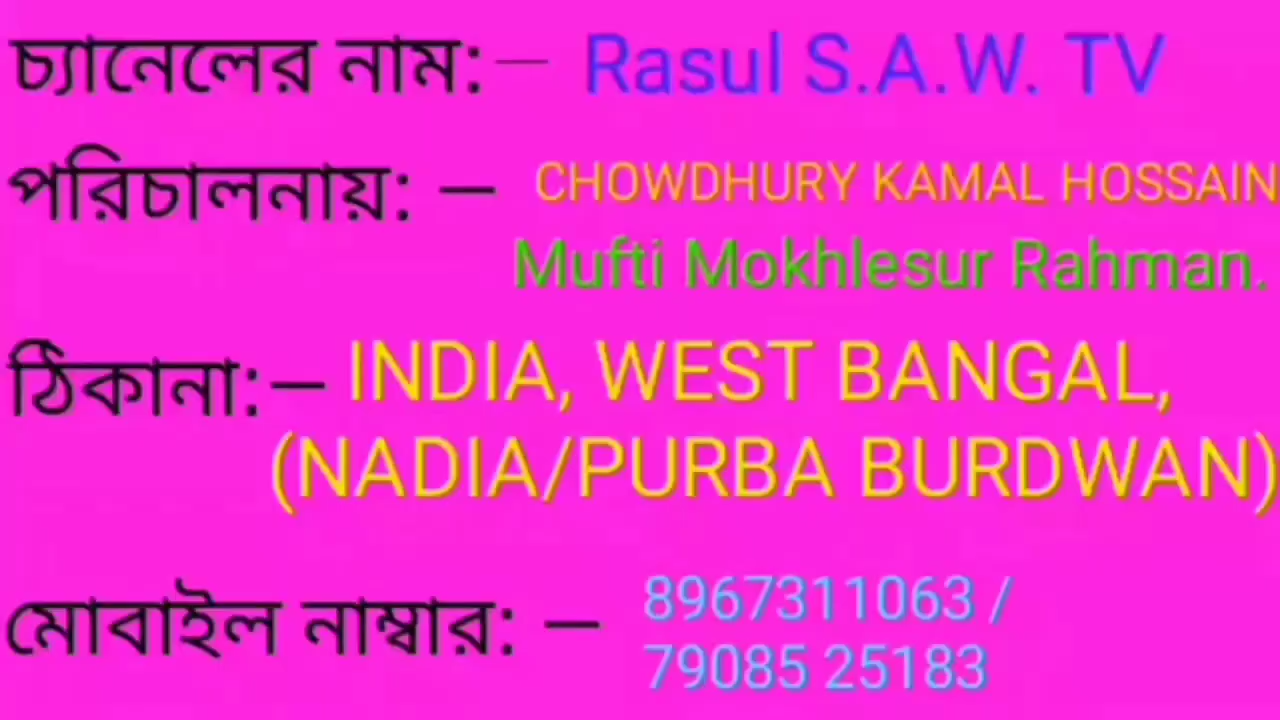 চ্যানেলের নাম:— Rasul S.A.W. TV
পরিচালনায়: — CHOWDHURY KAMAL HOSSAIN
Mufti Mokhlesur Rahman.
ঠিকানা:— INDIA, WEST BANGAL,
(NADIA/PURBA BURDWAN)
মোবাইল নাম্বার: — 8967311063 /
79085 25183